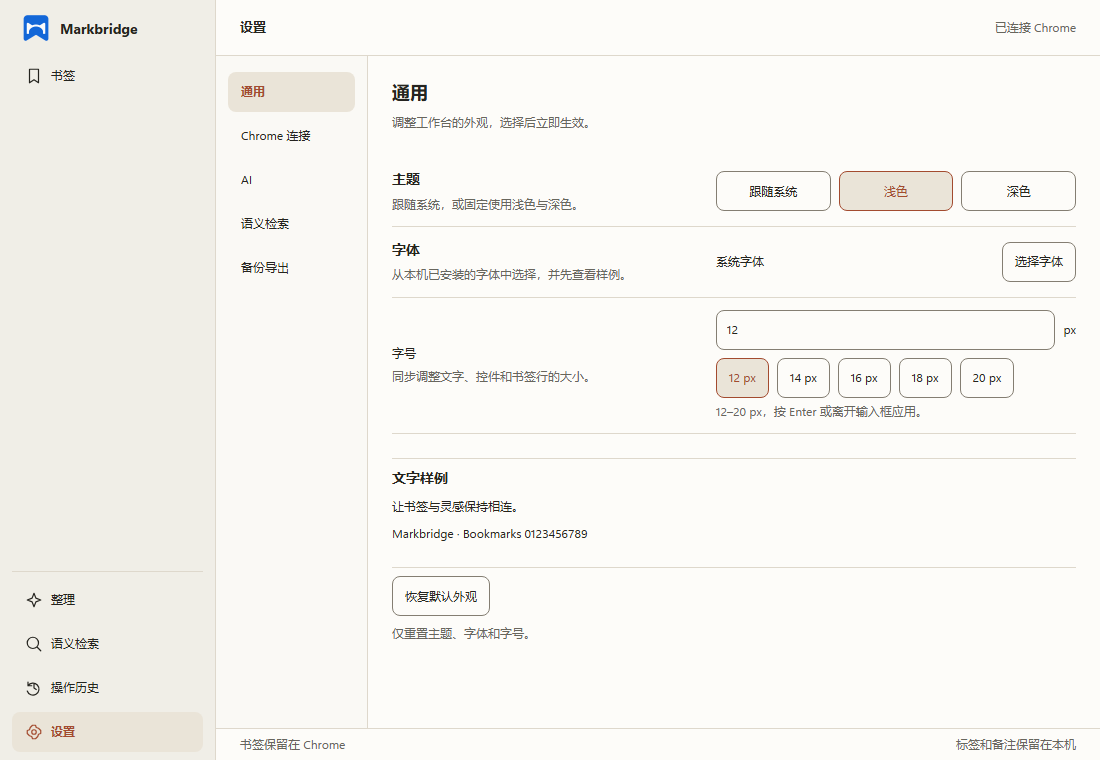 Markbridge
书签
整理
语义检索
操作历史
设置
设置
已连接 Chrome
通用
Chrome 连接
AI
语义检索
备份导出
通用
调整工作台的外观，选择后立即生效。
主题
跟随系统，或固定使用浅色与深色。
跟随系统
浅色
深色
字体
从本机已安装的字体中选择，并先查看样例。
系统字体
选择字体
字号
同步调整文字、控件和书签行的大小。
12
px
12 px
14 px
16 px
18 px
20 px
12–20 px，按 Enter 或离开输入框应用。
文字样例
让书签与灵感保持相连。
Markbridge · Bookmarks 0123456789
恢复默认外观
仅重置主题、字体和字号。
书签保留在 Chrome
标签和备注保留在本机